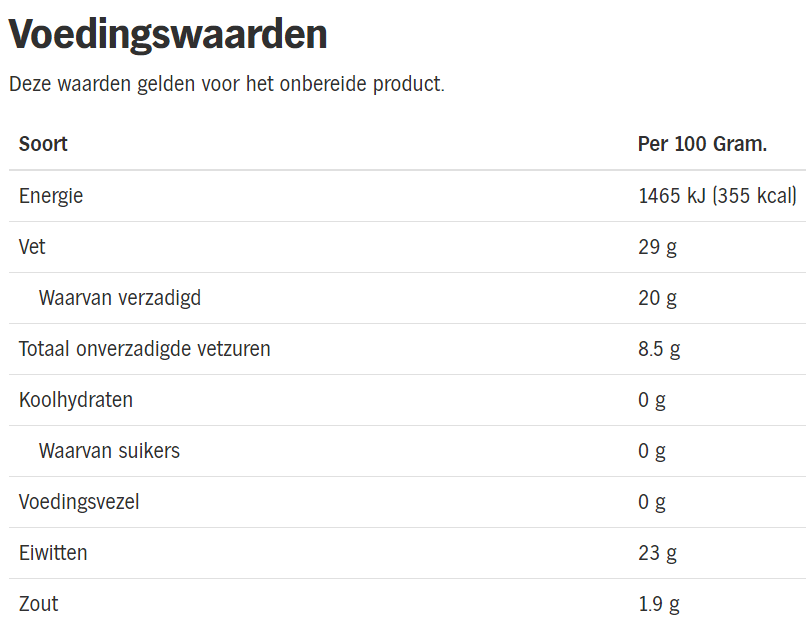 Voedingswaarden
Deze waarden gelden voor het onbereide product.
Soort Per 100 Gram.
Energie 1465 kJ (355 kcal)
Vet 29 g
Waarvan verzadigd 20 g
Totaal onverzadigde vetzuren 8.5 g
Koolhydraten 0 g
Waarvan suikers 0 g
Voedingsvezel 0 g
Eiwitten 23 g
Zout 1.9 g